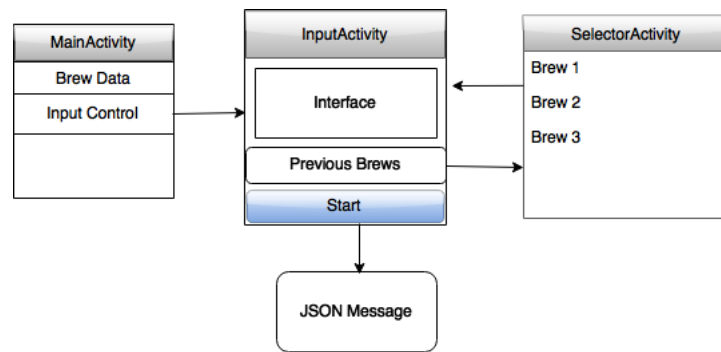 MainActivity
Brew Data
Input Control
InputActivity
Interface
Previous Brews
Start
SelectorActivity
Brew 1
Brew 2
Brew 3
JSON Message